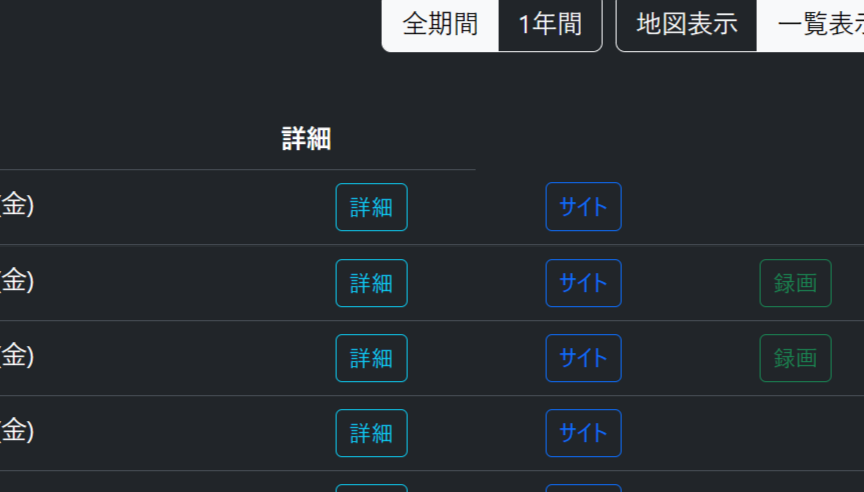 全期間 1年間 地図表示 一覧表示
詳細
(金) 詳細 サイト
(金) 詳細 サイト 録画
(金) 詳細 サイト 録画
(金) 詳細 サイト